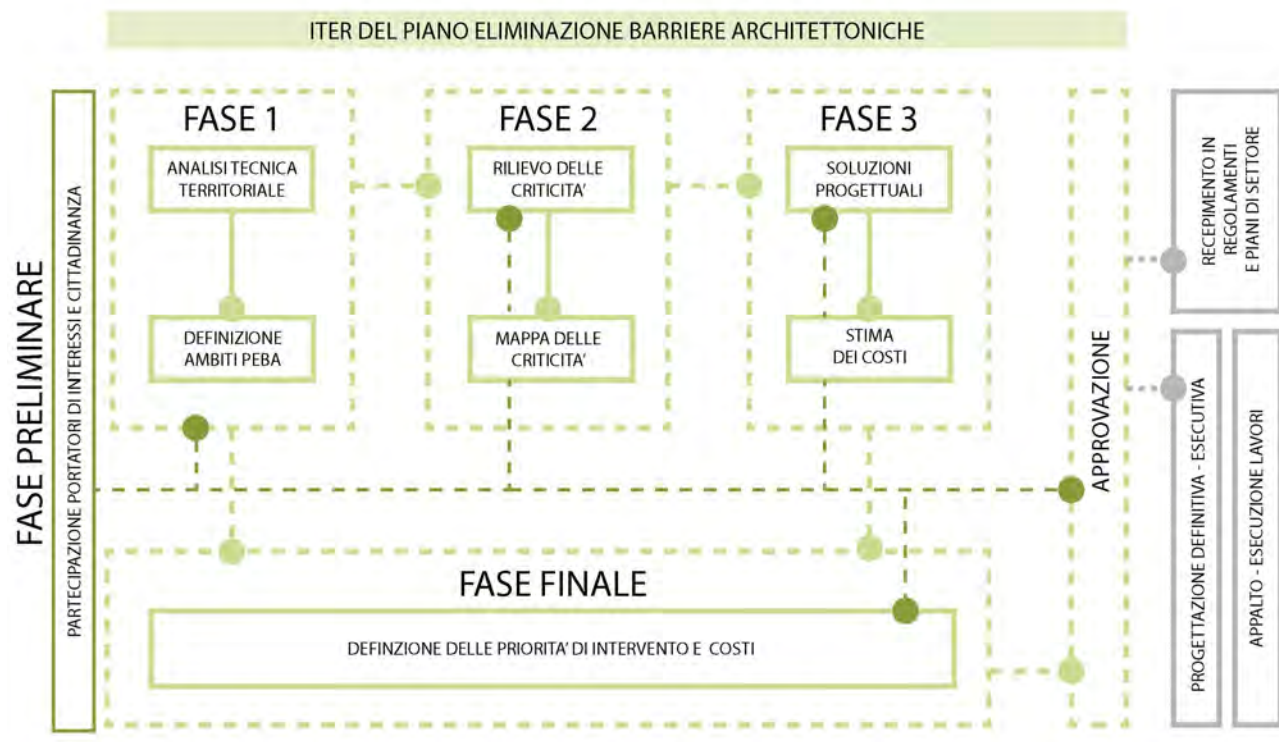 ITER DEL PIANO ELIMINAZIONE BARRIERE ARCHITETTONICHE
FASE PRELIMINARE
PARTECIPAZIONE PORTATORI DI INTERESSI E CITTADINANZA
FASE 1
ANALISI TECNICA
TERRITORIALE
DEFINIZIONE
AMBITI PEBA
FASE 2
RILIEVO DELLE
CRITICITA'
MAPPA DELLE
CRITICITA'
FASE 3
SOLUZIONI
PROGETTUALI
STIMA
DEI COSTI
FASE FINALE
DEFINZIONE DELLE PRIORITA' DI INTERVENTO E COSTI
APPROVAZIONE
RECEPIMENTO IN
REGOLAMENTI
E PIANI DI SETTORE
PROGETTAZIONE DEFINITIVA - ESECUTIVA
APPALTO - ESECUZIONE LAVORI